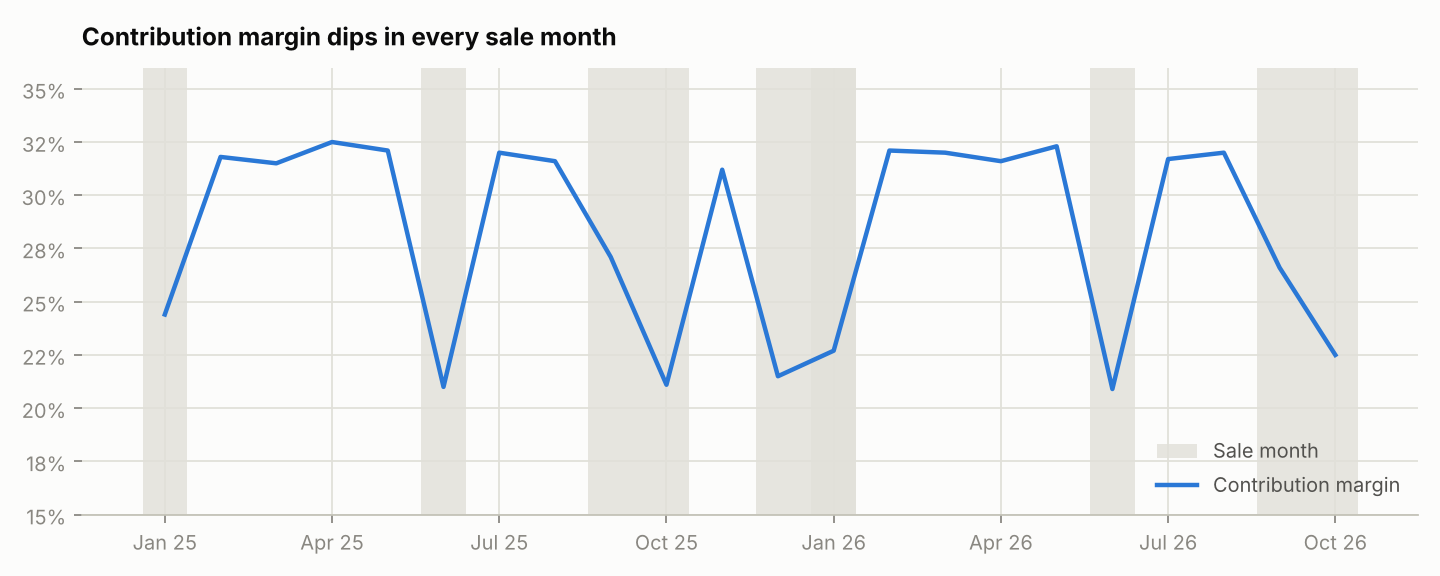 Contribution margin dips in every sale month
35%
32%
30%
28%
25%
22%
20%
18%
15%
Sale month
Contribution margin
Jan 25 Apr 25 Jul 25 Oct 25 Jan 26 Apr 26 Jul 26 Oct 26